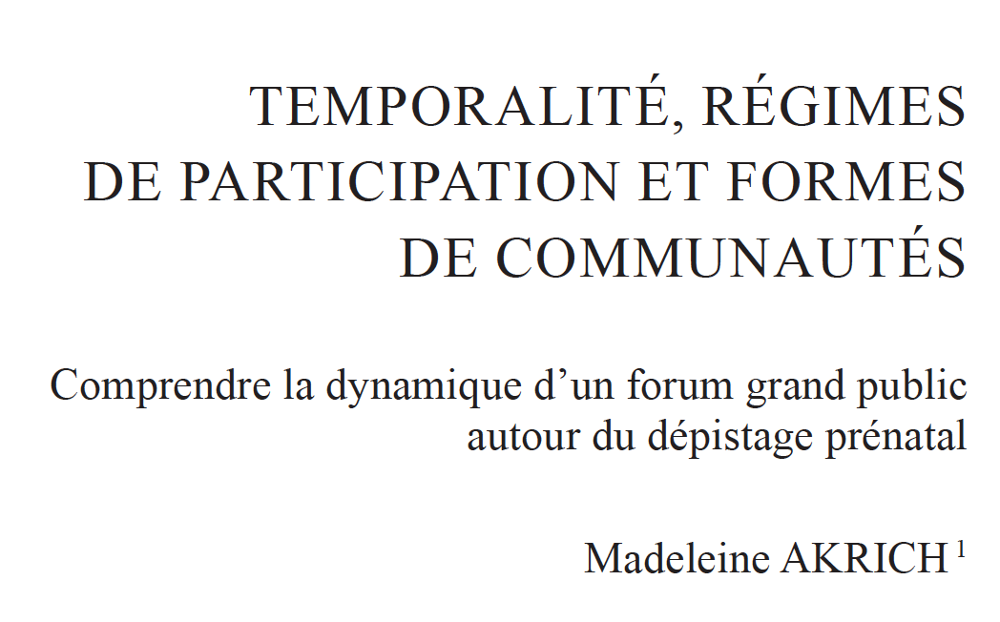 TEMPORALITÉ, RÉGIMES
DE PARTICIPATION ET FORMES
DE COMMUNAUTÉS
Comprendre la dynamique d’un forum grand public
autour du dépistage prénatal
Madeleine AKRICH ¹